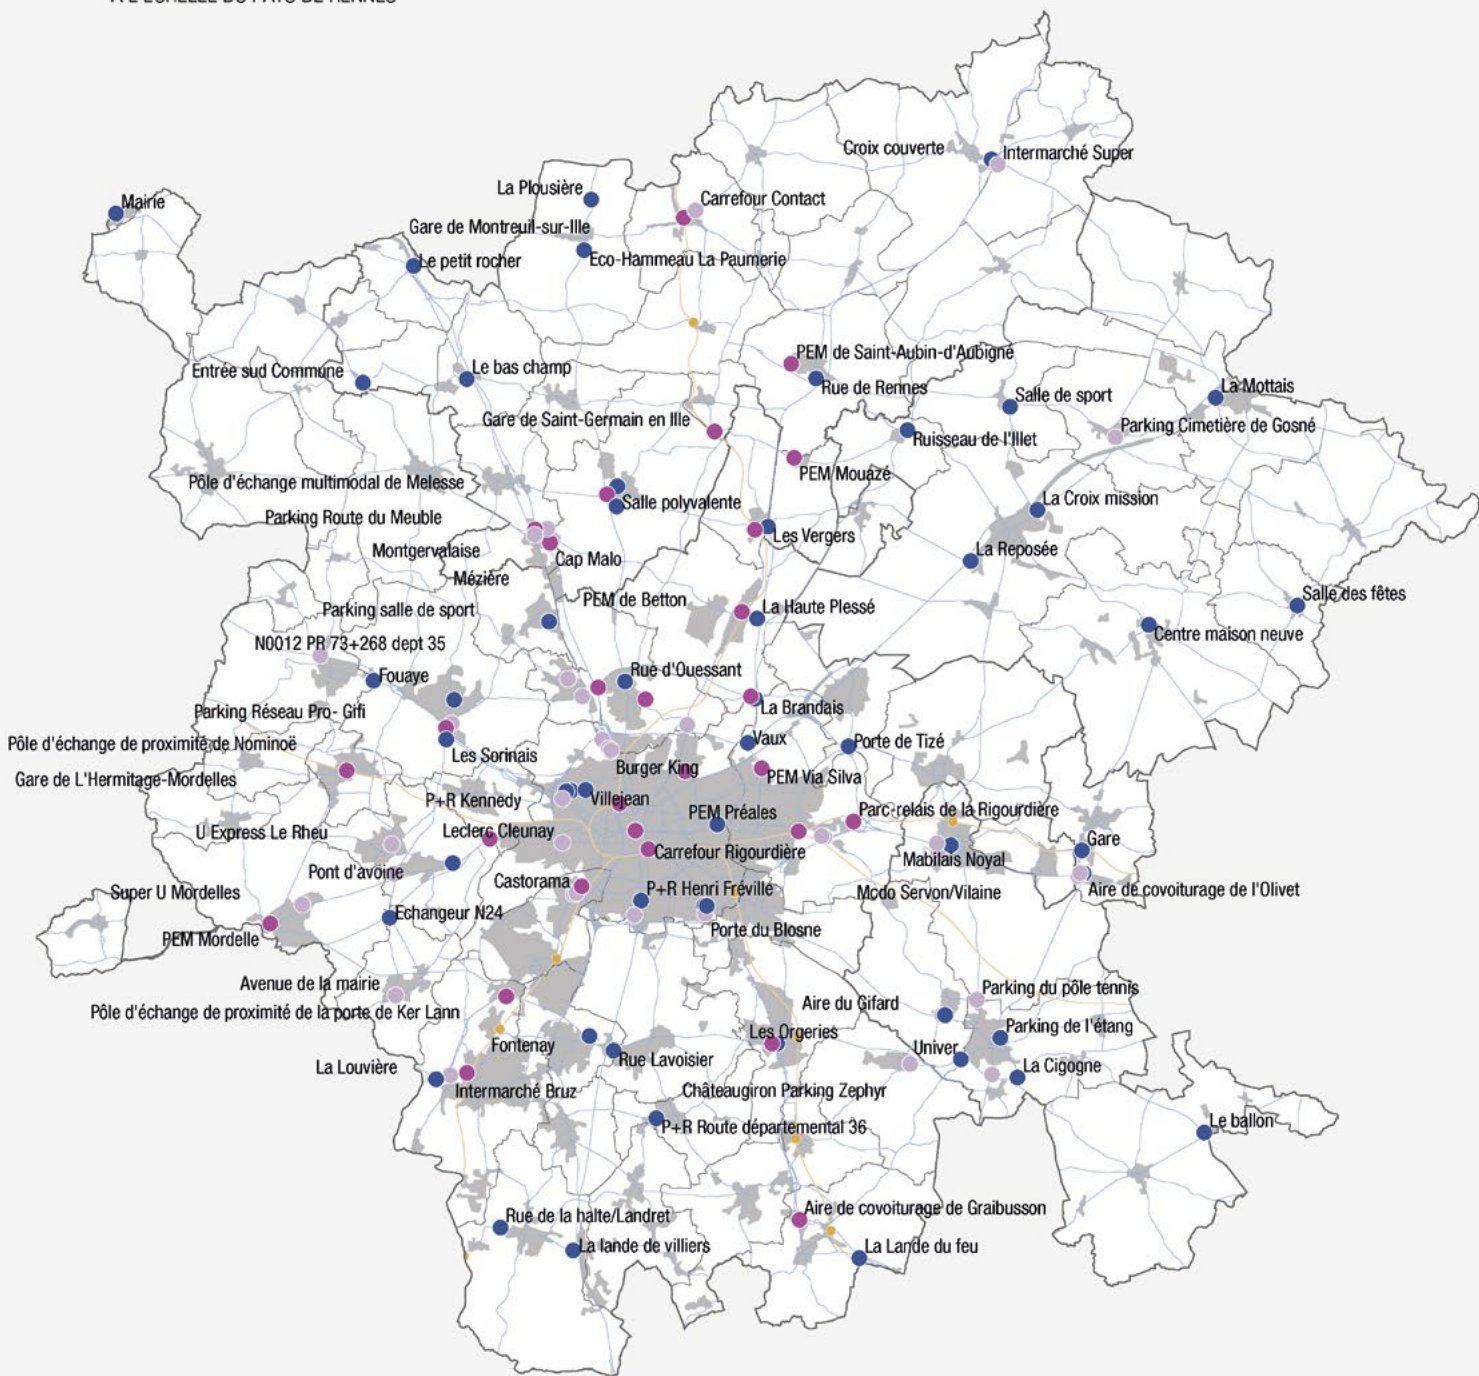 A L'ECHELLE DU PAYS DE RENNES
Croix couverte
Intermarché Super
La Plousière
Mairie
Carrefour Contact
Gare de Montreuil-sur-Ille
Le petit rocher
Eco-Hammeau La Paumerie
PEM de Saint-Aubin-d'Aubigné
Entrée sud Commune
Le bas champ
Rue de Rennes
La Mottais
Salle de sport
Gare de Saint-Germain en Ille
Parking Cimetière de Gosné
Ruisseau de l'Illet
PEM Mouazé
Pôle d'échange multimodal de Melesse
Salle polyvalente
La Croix mission
Parking Route du Meuble
Les Vergers
Montgervalaise
Cap Malo
La Reposée
Mézière
Salle des fêtes
PEM de Betton
Parking salle de sport
La Haute Plessé
Centre maison neuve
N0012 PR 73+268 dept 35
Rue d'Ouessant
Fouaye
La Brandais
Parking Réseau Pro- Gifi
Vaux
Porte de Tizé
Pôle d'échange de proximité de Nominoë
Les Sorinais
Burger King
PEM Via Silva
Gare de L'Hermitage-Mordelles
P+R Kennedy
Villejean
PEM Préales
Parc-relais de la Rigourdière
U Express Le Rheu
Leclerc Cleunay
Gare
Carrefour Rigourdière
Mabilais Noyal
Pont d'avoine
Castorama
P+R Henri Fréville
Mcdo Servon/Vilaine
Aire de covoiturage de l'Olivet
Super U Mordelles
Echangeur N24
Porte du Blosne
PEM Mordelle
Avenue de la mairie
Parking du pôle tennis
Aire du Gifard
Pôle d'échange de proximité de la porte de Ker Lann
Parking de l'étang
Les Orgeries
Fontenay
Univer
Rue Lavoisier
La Louvière
La Cigogne
Intermarché Bruz
Châteaugiron Parking Zephyr
Le ballon
P+R Route départemental 36
Aire de covoiturage de Graibusson
Rue de la halte/Landret
La lande de villiers
La Lande du feu